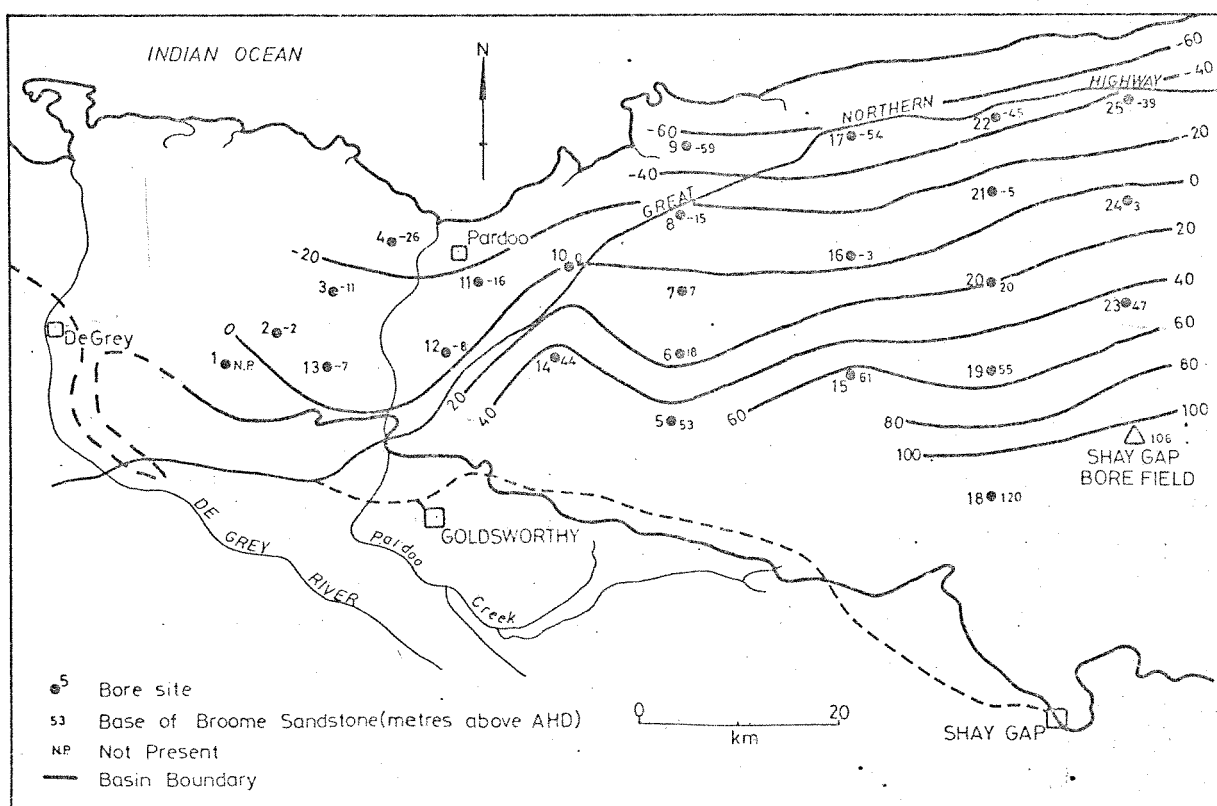 INDIAN OCEAN
N
-60
-40
HIGHWAY
NORTHERN
25 -39
22 -45
-60
17 -54
9 -59
-20
-40
GREAT
21 -5
0
24 3
8 -15
4 -26
Pardoo
20
-20
16 -3
10 0
11 -16
3 -11
7 7
20 20
40
23 47
DeGrey
0
2 -2
60
12 -8
1 N.P.
13 -7
14 44
6 18
15 61
19 55
80
20
40
5 53
60
80
100
100
106
SHAY GAP
BORE FIELD
18 120
GOLDSWORTHY
DE
GREY
RIVER
Pardoo
Creek
5 Bore site
53 Base of Broome Sandstone(metres above AHD)
N.P. Not Present
Basin Boundary
0 20
km
SHAY GAP